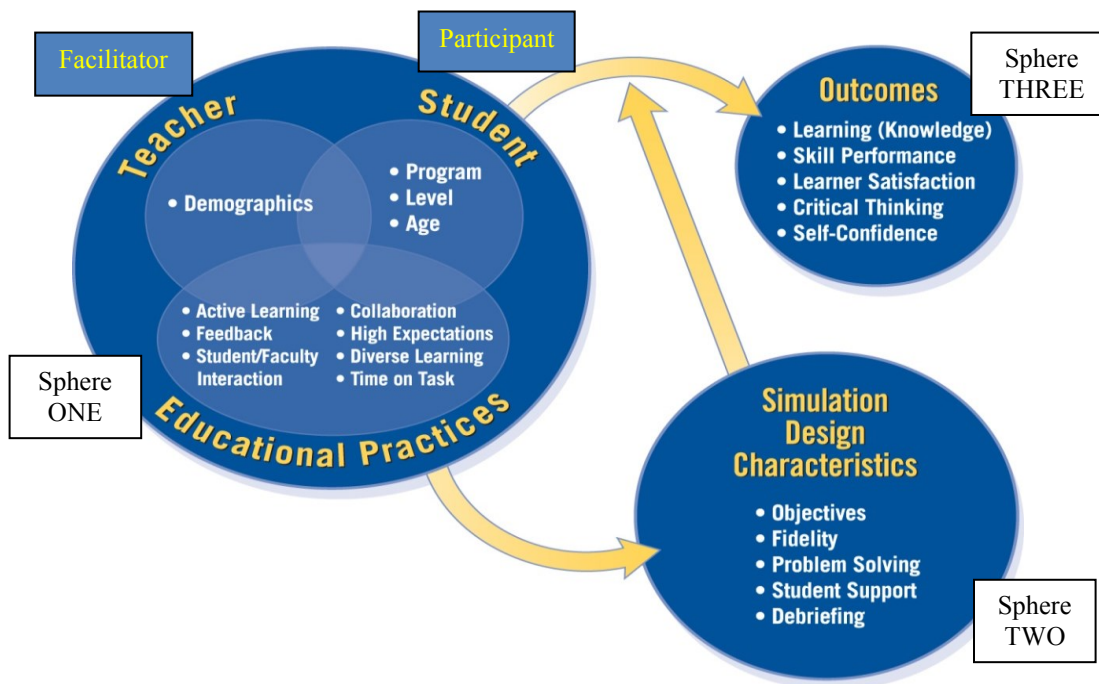 Facilitator
Participant
Teacher
Student
• Demographics
• Program
• Level
• Age
• Active Learning
• Feedback
• Student/Faculty
Interaction
• Collaboration
• High Expectations
• Diverse Learning
• Time on Task
Educational Practices
Sphere
ONE
Outcomes
• Learning (Knowledge)
• Skill Performance
• Learner Satisfaction
• Critical Thinking
• Self-Confidence
Sphere
THREE
Simulation
Design
Characteristics
• Objectives
• Fidelity
• Problem Solving
• Student Support
• Debriefing
Sphere
TWO